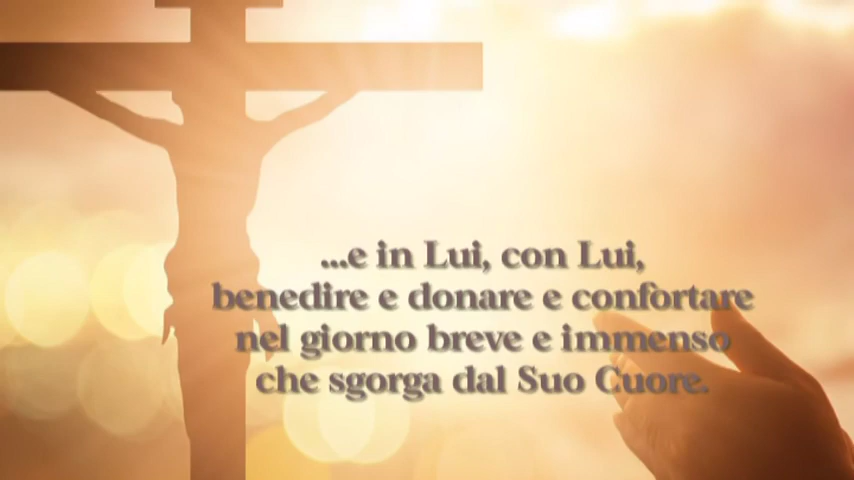 ...e in Lui, con Lui,
benedire e donare e confortare
nel giorno breve e immenso
che sgorga dal Suo Cuore.